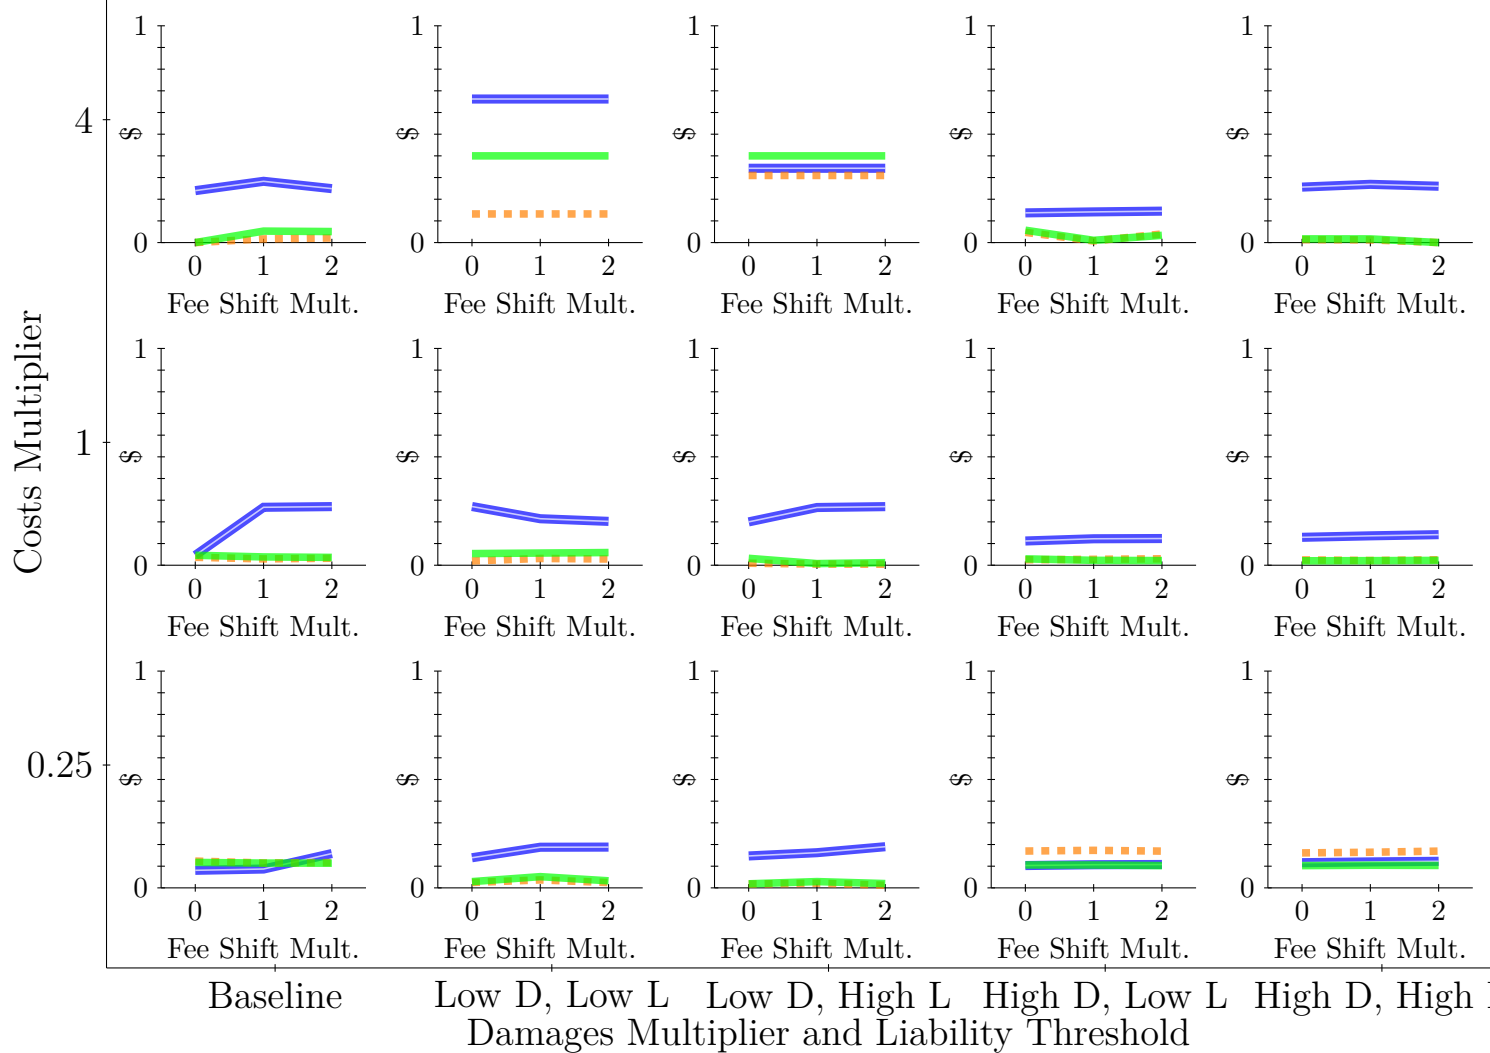 Costs Multiplier
4
1
$
0
0 1 2
Fee Shift Mult.
1
$
0
0 1 2
Fee Shift Mult.
1
$
0
0 1 2
Fee Shift Mult.
1
$
0
0 1 2
Fee Shift Mult.
1
$
0
0 1 2
Fee Shift Mult.
1
1
$
0
0 1 2
Fee Shift Mult.
1
$
0
0 1 2
Fee Shift Mult.
1
$
0
0 1 2
Fee Shift Mult.
1
$
0
0 1 2
Fee Shift Mult.
1
$
0
0 1 2
Fee Shift Mult.
0.25
1
$
0
0 1 2
Fee Shift Mult.
1
$
0
0 1 2
Fee Shift Mult.
1
$
0
0 1 2
Fee Shift Mult.
1
$
0
0 1 2
Fee Shift Mult.
1
$
0
0 1 2
Fee Shift Mult.
Baseline
Low D, Low L
Low D, High L
High D, Low L
High D, High
Damages Multiplier and Liability Threshold